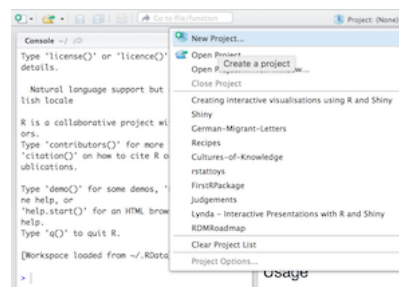 Go to file/function
Project: (None)
Console ~/
Type 'license()' or 'licence()'
details.
Natural language support but
lish locale
R is a collaborative project wi
ors.
Type 'contributors()' for more
'citation()' on how to cite R o
ublications.
Type 'demo()' for some demos, '
ne help, or
'help.start()' for an HTML brow
help.
Type 'q()' to quit R.
[Workspace loaded from ~/.RData
>
New Project...
Open Project
Create a project
Open
Close Project
Creating interactive visualisations using R and Shiny
Shiny
German-Migrant-Letters
Recipes
Cultures-of-Knowledge
rstattoys
FirstRPackage
Judgements
Lynda - Interactive Presentations with R and Shiny
RDMRoadmap
Clear Project List
Project Options...
Usage